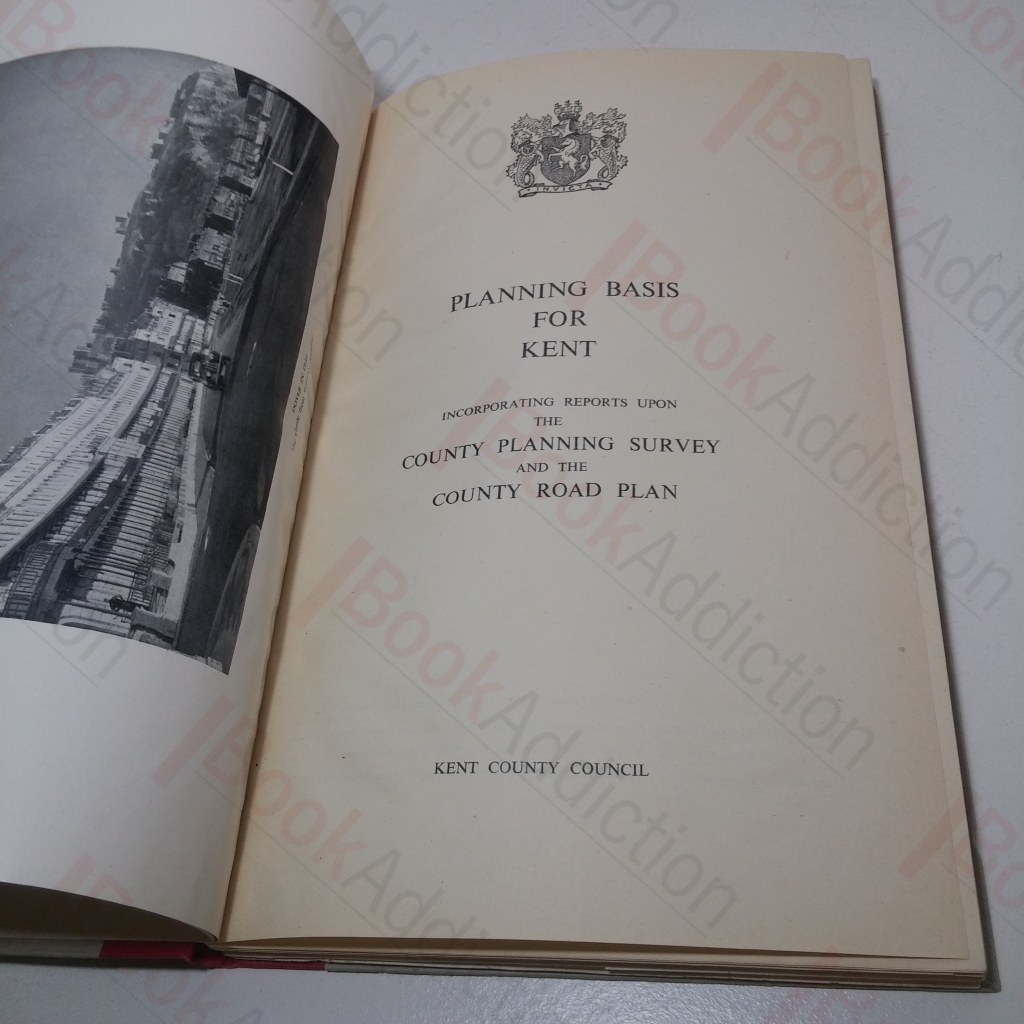 INVICTA
PLANNING BASIS
FOR
KENT
INCORPORATING REPORTS UPON
THE
COUNTY PLANNING SURVEY
AND THE
COUNTY ROAD PLAN
KENT COUNTY COUNCIL
BookAddiction